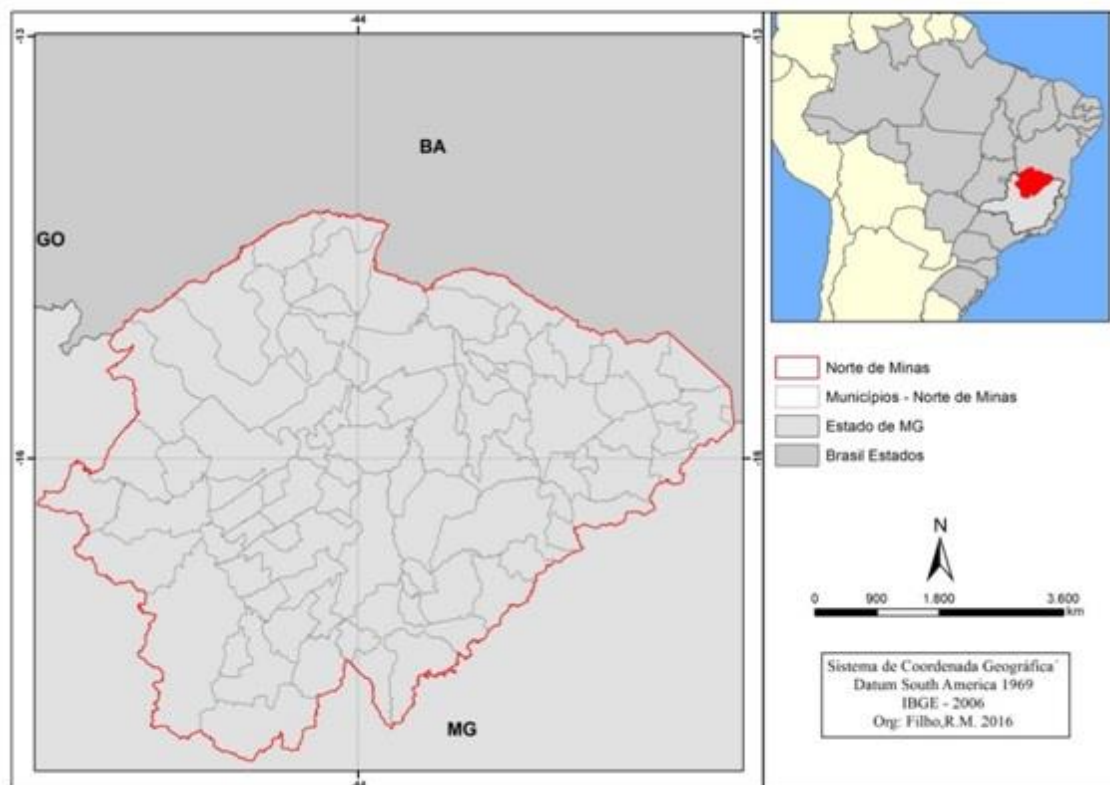 -44
-13
-13
BA
GO
-16
-16
MG
-44
Norte de Minas
Municípios - Norte de Minas
Estado de MG
Brasil Estados
N
0 900 1.800 3.600
km
Sistema de Coordenada Geográfica´
Datum South America 1969
IBGE - 2006
Org: Filho,R.M. 2016